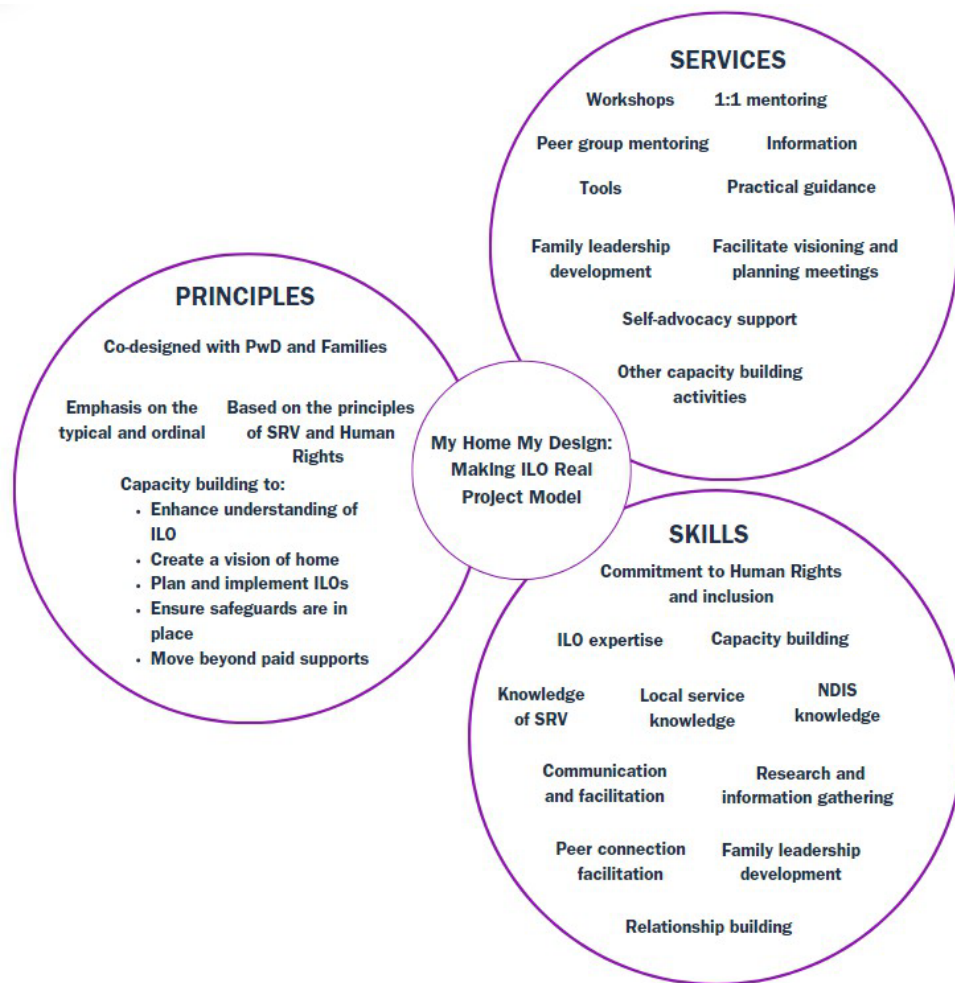 SERVICES
Workshops 1:1 mentoring
Peer group mentoring Information
Tools Practical guidance
Family leadership
development
Facilitate visioning and
planning meetings
Self-advocacy support
Other capacity building
activities
PRINCIPLES
Co-designed with PwD and Families
Emphasis on the
typical and ordinal
Based on the principles
of SRV and Human
Rights
Capacity building to:
• Enhance understanding of
ILO
• Create a vision of home
• Plan and implement ILOs
• Ensure safeguards are in
place
• Move beyond paid supports
My Home My Design:
Making ILO Real
Project Model
SKILLS
Commitment to Human Rights
and inclusion
ILO expertise Capacity building
Knowledge
of SRV
Local service
knowledge
NDIS
knowledge
Communication
and facilitation
Research and
information gathering
Peer connection
facilitation
Family leadership
development
Relationship building